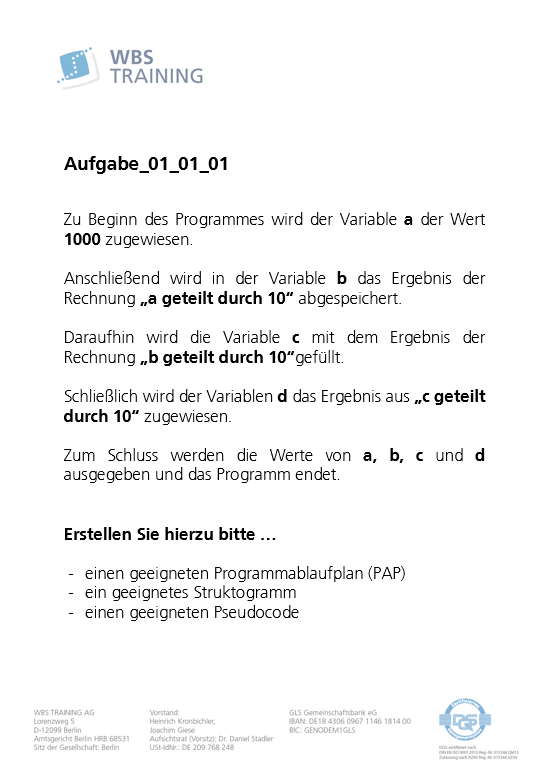 WBS
TRAINING
Aufgabe_01_01_01
Zu Beginn des Programmes wird der Variable a der Wert
1000 zugewiesen.
Anschließend wird in der Variable b das Ergebnis der
Rechnung „a geteilt durch 10“ abgespeichert.
Daraufhin wird die Variable c mit dem Ergebnis der
Rechnung „b geteilt durch 10“gefüllt.
Schließlich wird der Variablen d das Ergebnis aus „c geteilt
durch 10“ zugewiesen.
Zum Schluss werden die Werte von a, b, c und d
ausgegeben und das Programm endet.
Erstellen Sie hierzu bitte …
- einen geeigneten Programmablaufplan (PAP)
- ein geeignetes Struktogramm
- einen geeigneten Pseudocode
WBS TRAINING AG
Lorenzweg 5
D-12099 Berlin
Amtsgericht Berlin HRB 68531
Sitz der Gesellschaft: Berlin
Vorstand:
Heinrich Kronbichler,
Joachim Giese
Aufsichtsrat (Vorsitz): Dr. Daniel Stadler
USt-IdNr.: DE 209 768 248
GLS Gemeinschaftsbank eG
IBAN: DE18 4306 0967 1146 1814 00
BIC: GENODEM1GLS
DQS